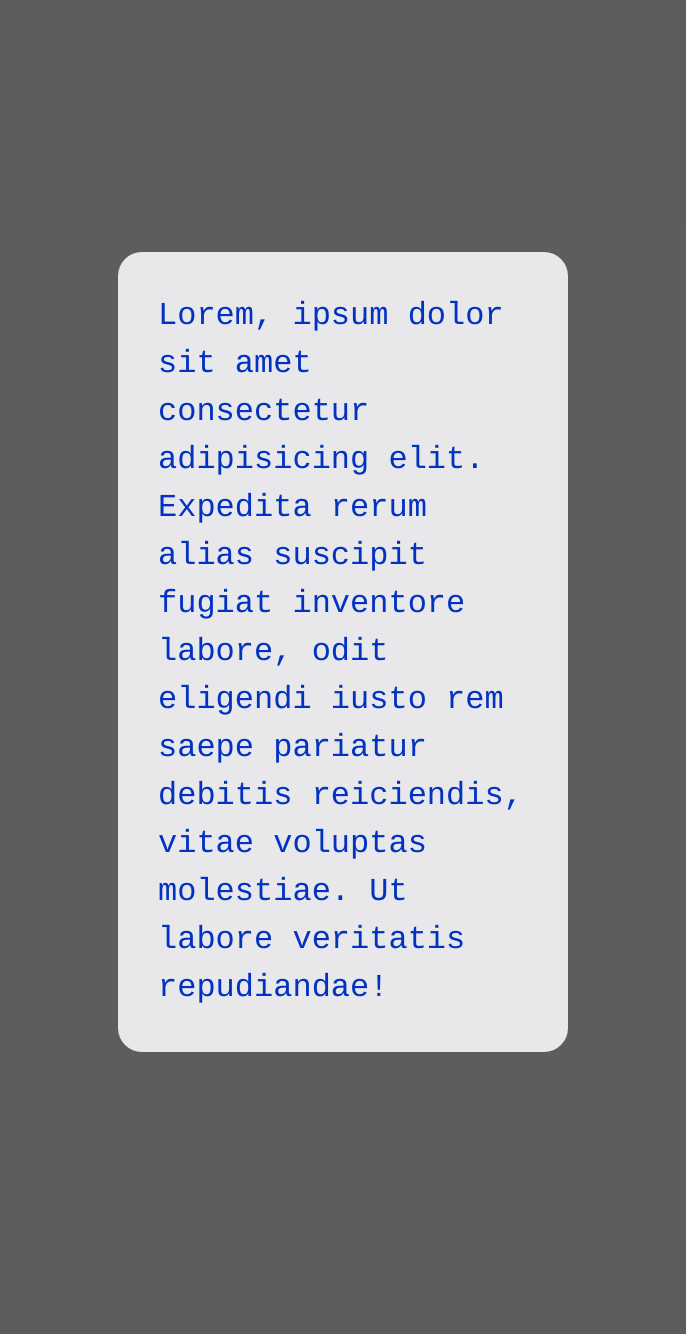 Lorem, ipsum dolor
sit amet
consectetur
adipisicing elit.
Expedita rerum
alias suscipit
fugiat inventore
labore, odit
eligendi iusto rem
saepe pariatur
debitis reiciendis,
vitae voluptas
molestiae. Ut
labore veritatis
repudiandae!